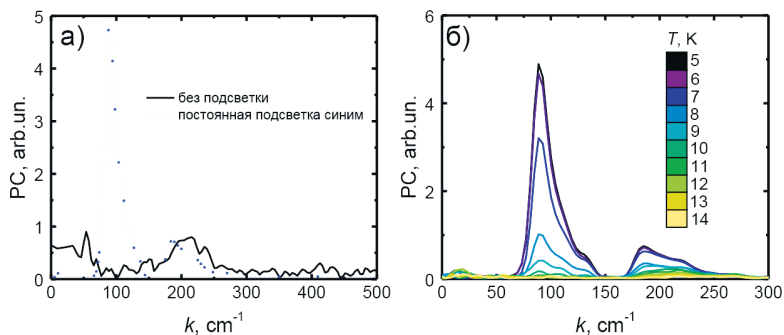 а)
5
4
3
2
1
0
PC, arb.un.
без подсветки
постоянная подсветка синим
0 100 200 300 400 500
k, cm⁻¹
б)
6
4
2
0
PC, arb.un.
T, K
5
6
7
8
9
10
11
12
13
14
0 50 100 150 200 250 300
k, cm⁻¹